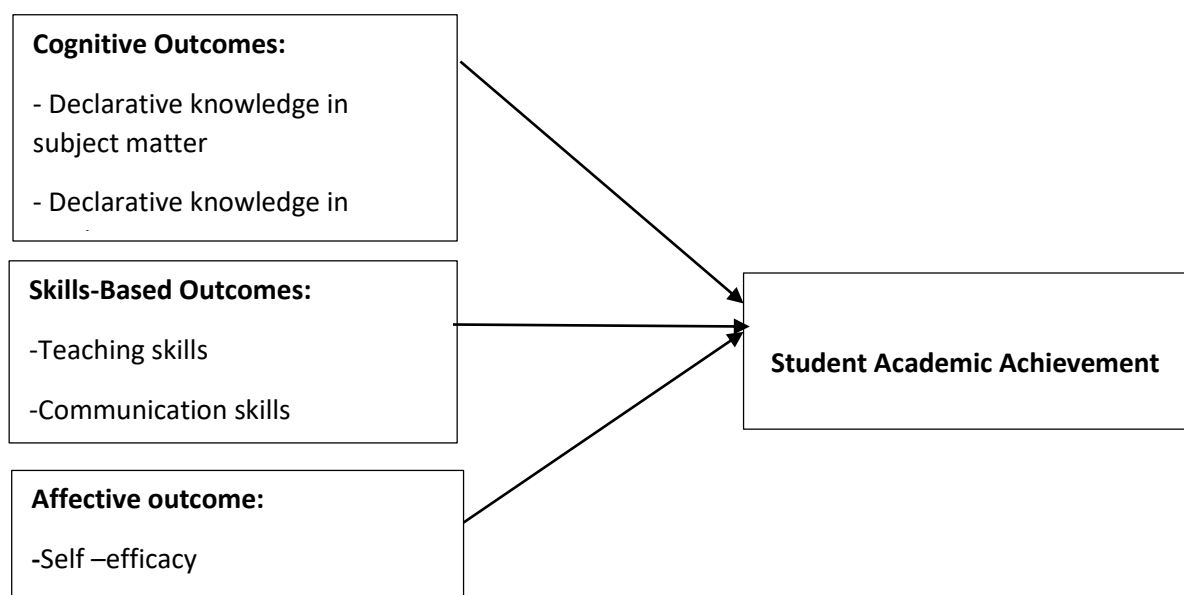 Cognitive Outcomes:
- Declarative knowledge in
subject matter
- Declarative knowledge in
Skills-Based Outcomes:
-Teaching skills
-Communication skills
Student Academic Achievement
Affective outcome:
-Self –efficacy